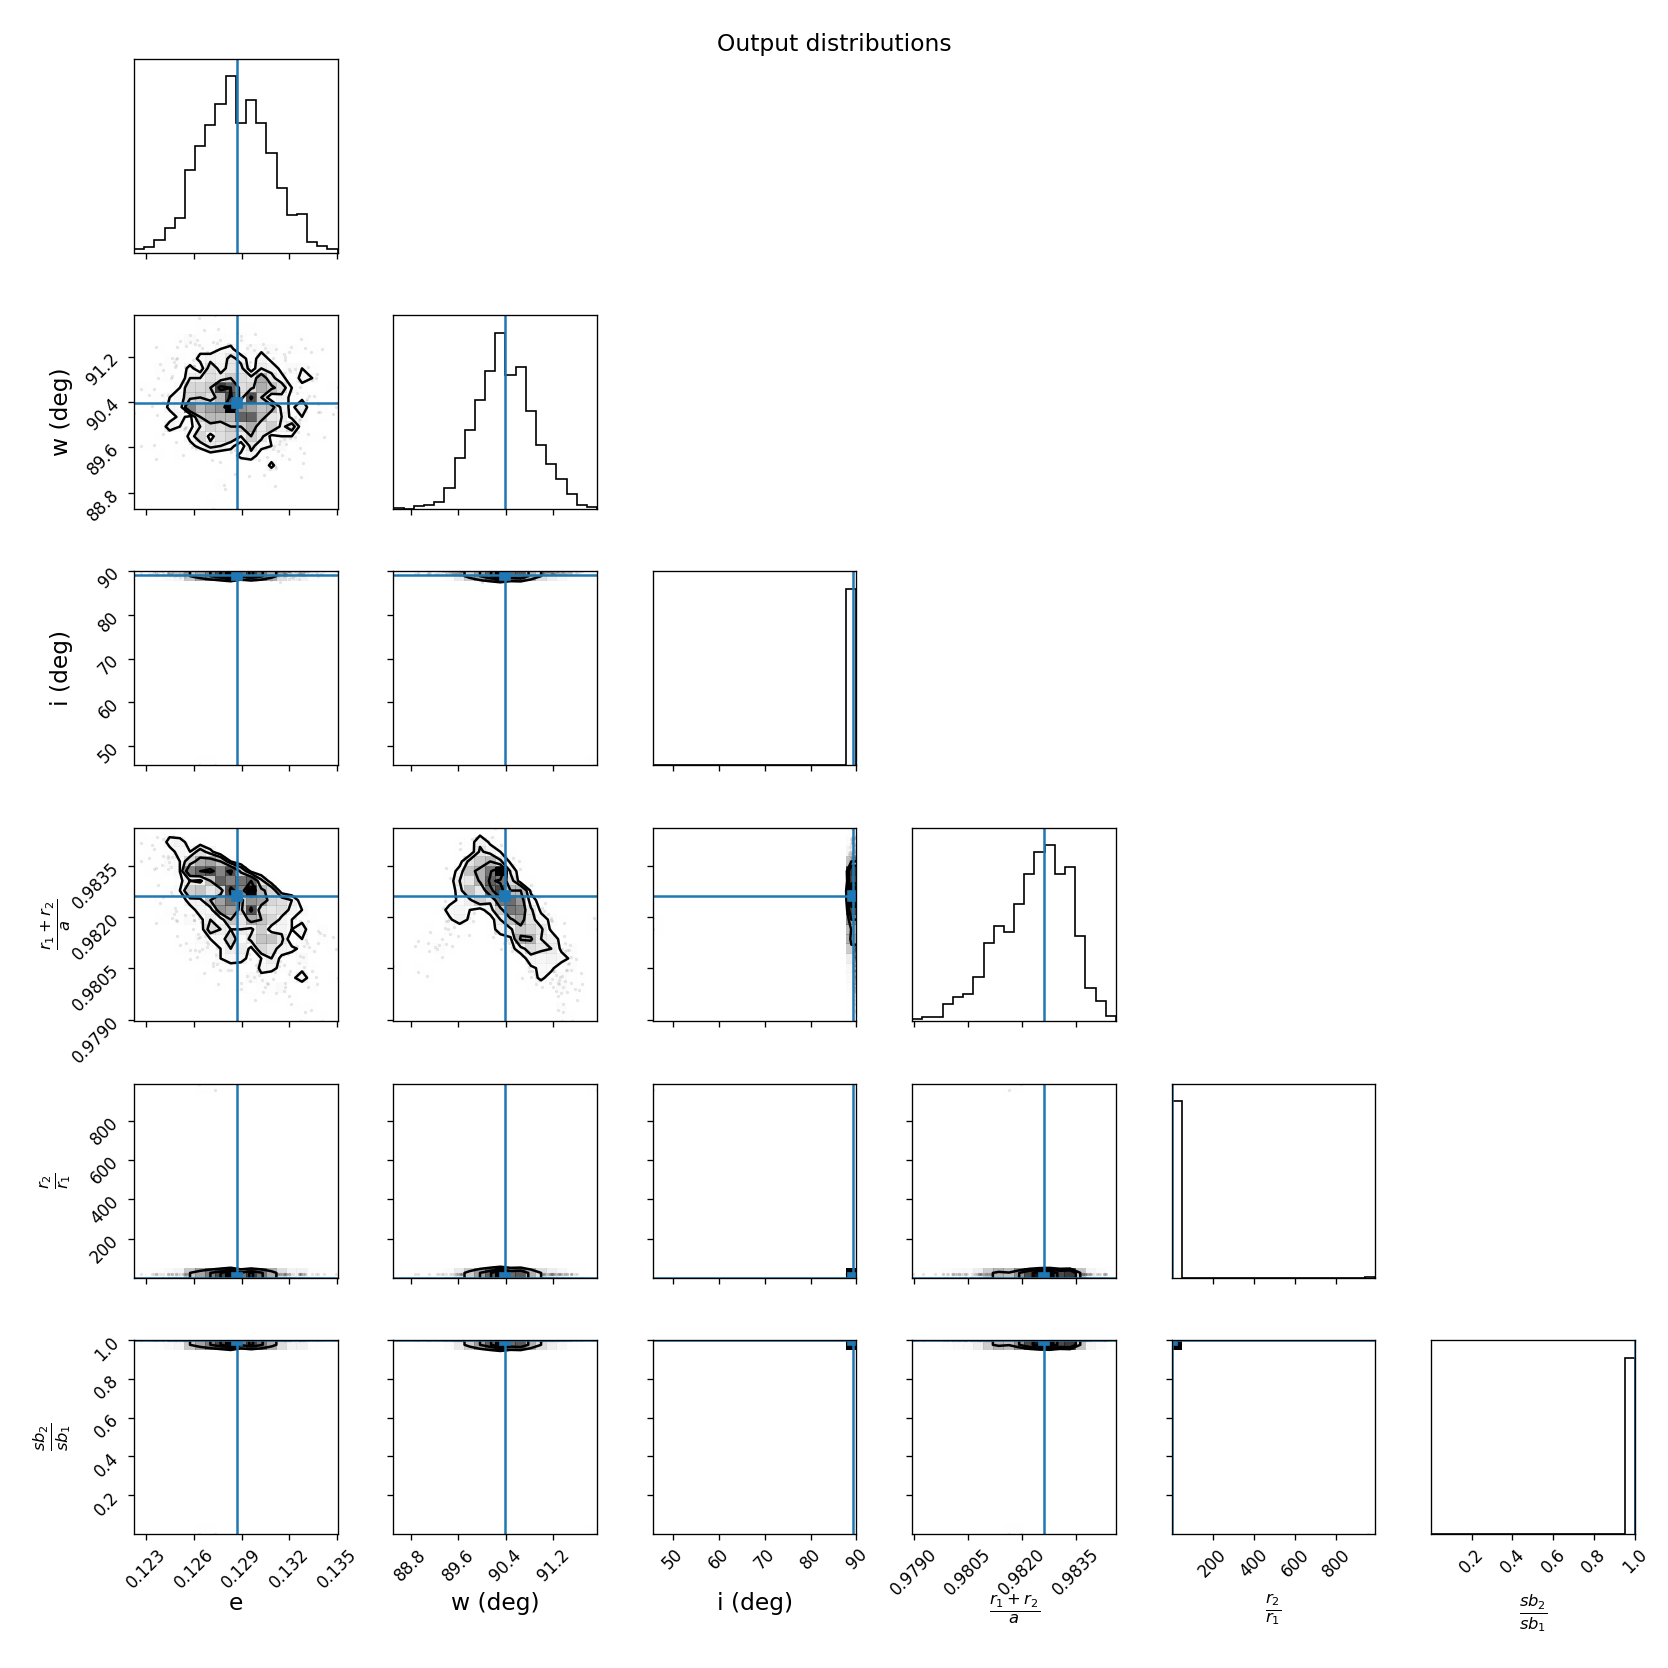 Output distributions
w (deg)
91.2
90.4
89.6
88.8
i (deg)
90
80
70
60
50
r₁ + r₂
a
0.9835
0.9820
0.9805
0.9790
r₂
r₁
800
600
400
200
sb₂
sb₁
1.0
0.8
0.6
0.4
0.2
0.123 0.126 0.129 0.132 0.135
88.8 89.6 90.4 91.2
50 60 70 80 90
0.9790 0.9805 0.9820 0.9835
200 400 600 800
0.2 0.4 0.6 0.8 1.0
e
w (deg)
i (deg)
r₁ + r₂
a
r₂
r₁
sb₂
sb₁